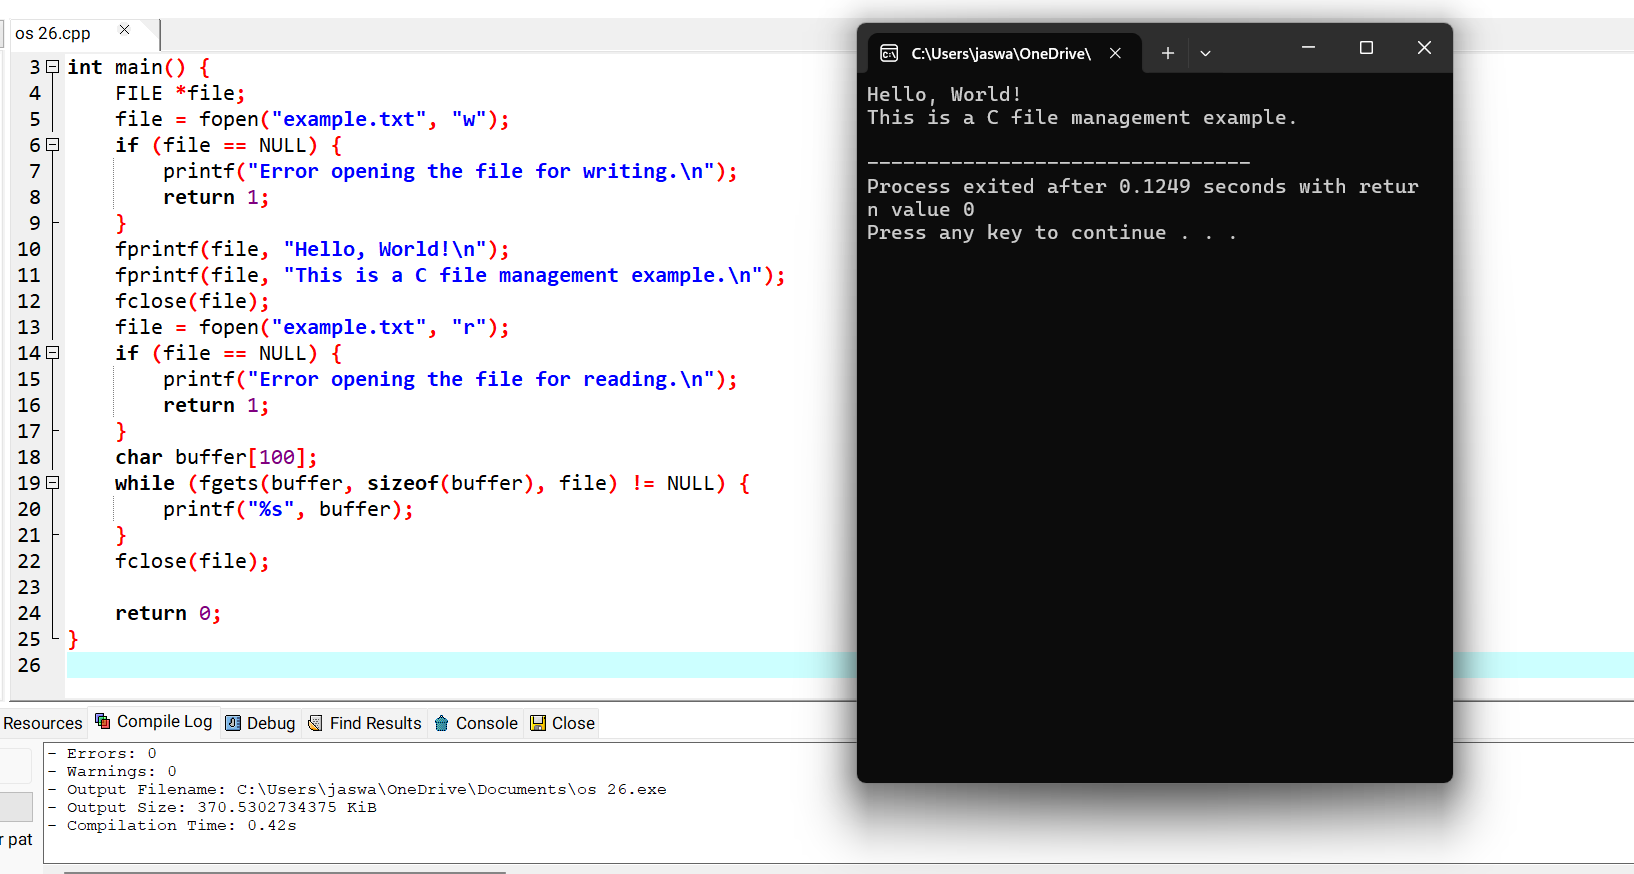 os 26.cpp
3 int main() {
4 FILE *file;
5 file = fopen("example.txt", "w");
6 if (file == NULL) {
7 printf("Error opening the file for writing.\n");
8 return 1;
9 }
10 fprintf(file, "Hello, World!\n");
11 fprintf(file, "This is a C file management example.\n");
12 fclose(file);
13 file = fopen("example.txt", "r");
14 if (file == NULL) {
15 printf("Error opening the file for reading.\n");
16 return 1;
17 }
18 char buffer[100];
19 while (fgets(buffer, sizeof(buffer), file) != NULL) {
20 printf("%s", buffer);
21 }
22 fclose(file);
23
24 return 0;
25 }
26
C:\Users\jaswa\OneDrive\
Hello, World!
This is a C file management example.
--------------------------------
Process exited after 0.1249 seconds with retur
n value 0
Press any key to continue . . .
Resources Compile Log Debug Find Results Console Close
- Errors: 0
- Warnings: 0
- Output Filename: C:\Users\jaswa\OneDrive\Documents\os 26.exe
- Output Size: 370.5302734375 KiB
- Compilation Time: 0.42s
r pat